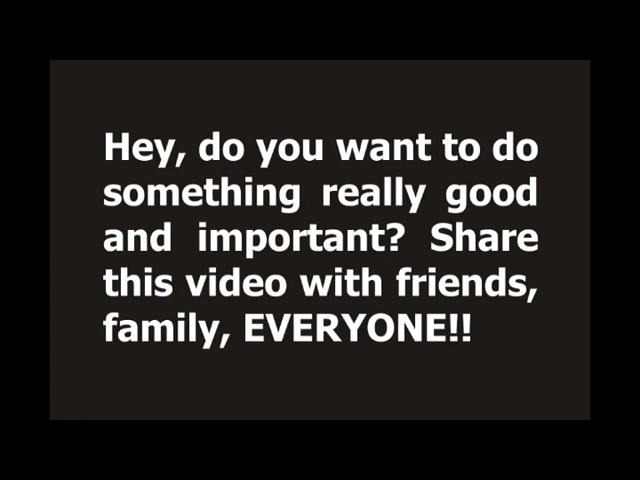 Hey, do you want to do
something really good
and important? Share
this video with friends,
family, EVERYONE!!